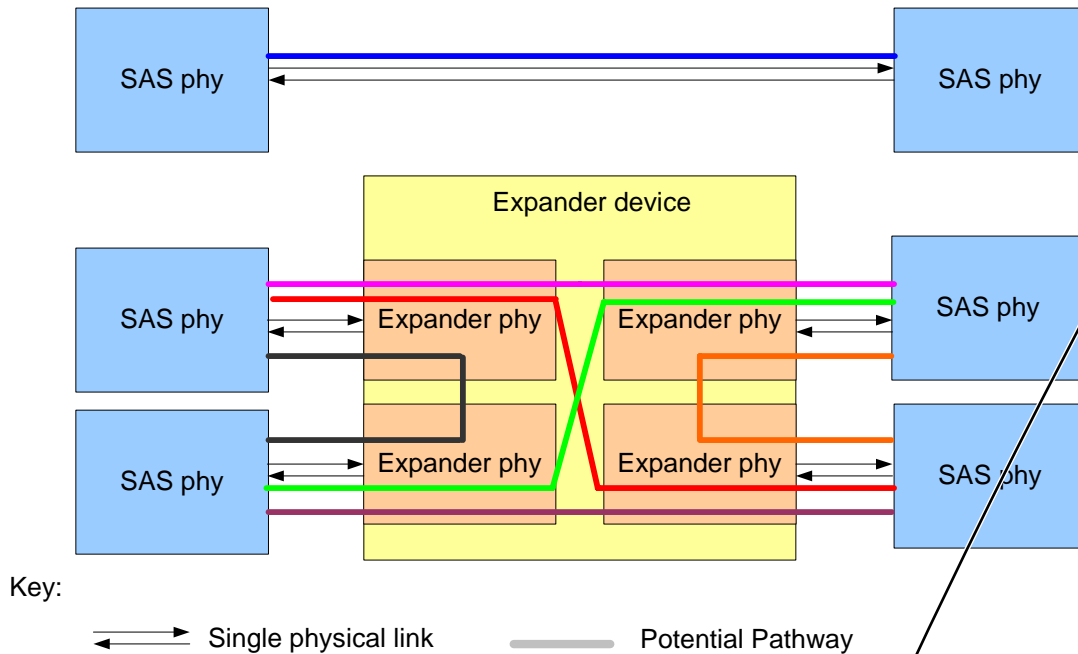 SAS phy
SAS phy
Expander device
SAS phy
Expander phy
Expander phy
SAS phy
SAS phy
Expander phy
Expander phy
SAS phy
Key:
Single physical link
Potential Pathway